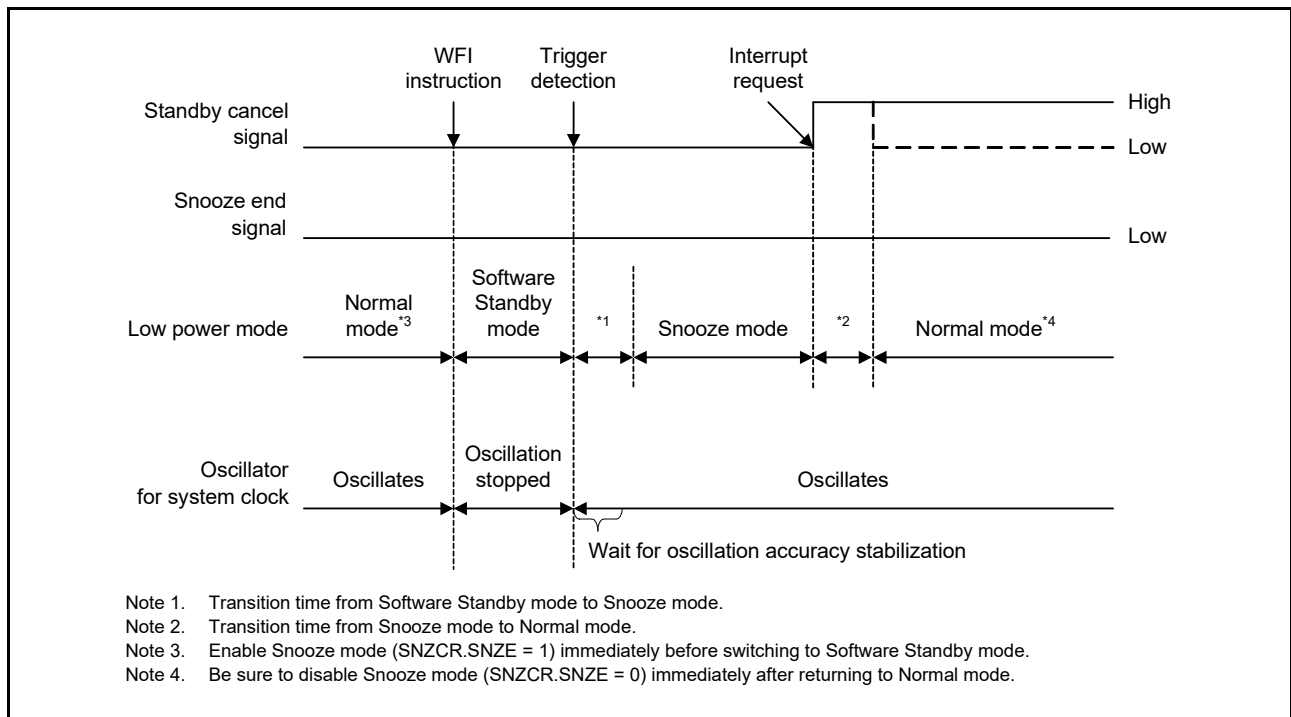 WFI
instruction
Trigger
detection
Interrupt
request
Standby cancel
signal
High
Low
Snooze end
signal
Low
Low power mode
Normal
mode*3
Software
Standby
mode
*1
Snooze mode
*2
Normal mode*4
Oscillator
for system clock
Oscillates
Oscillation
stopped
Oscillates
Wait for oscillation accuracy stabilization
Note 1. Transition time from Software Standby mode to Snooze mode.
Note 2. Transition time from Snooze mode to Normal mode.
Note 3. Enable Snooze mode (SNZCR.SNZE = 1) immediately before switching to Software Standby mode.
Note 4. Be sure to disable Snooze mode (SNZCR.SNZE = 0) immediately after returning to Normal mode.